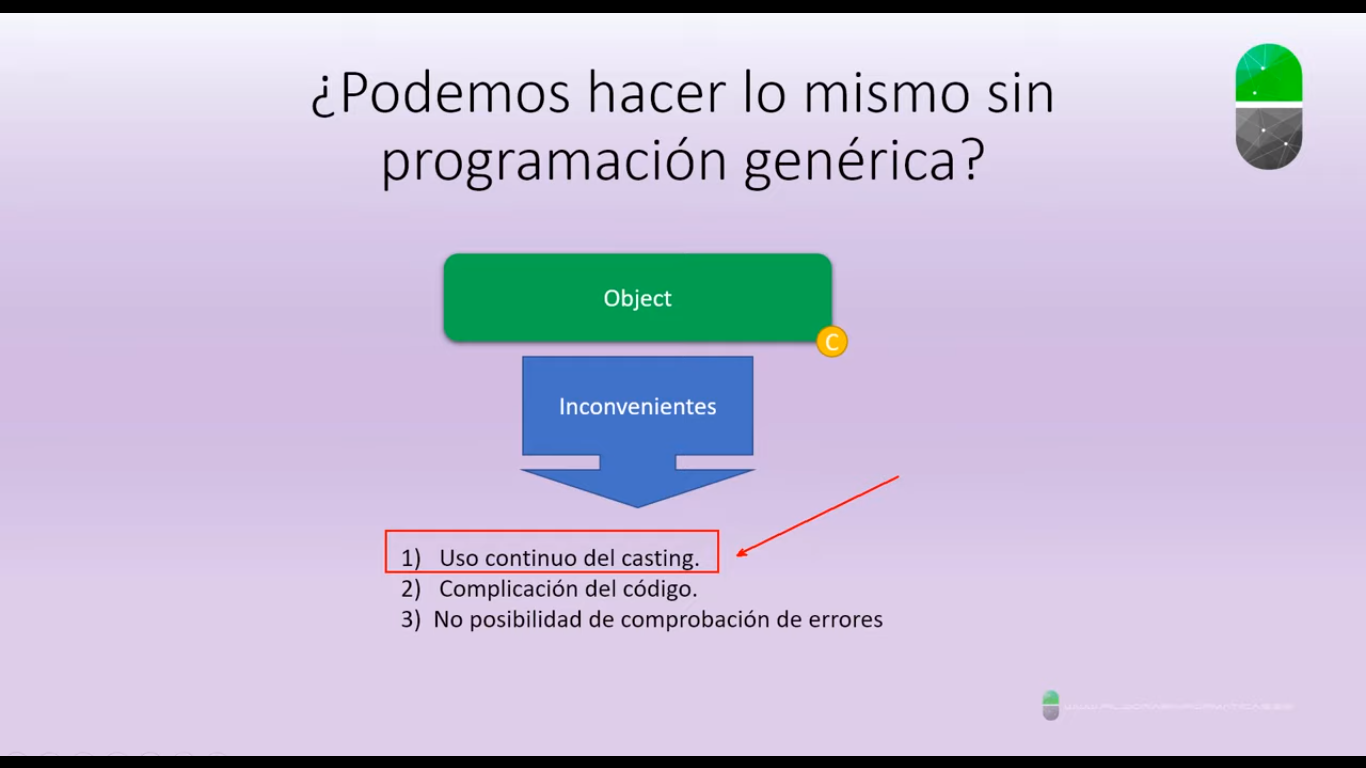 ¿Podemos hacer lo mismo sin
programación genérica?
Object
C
Inconvenientes
1) Uso continuo del casting.
2) Complicación del código.
3) No posibilidad de comprobación de errores